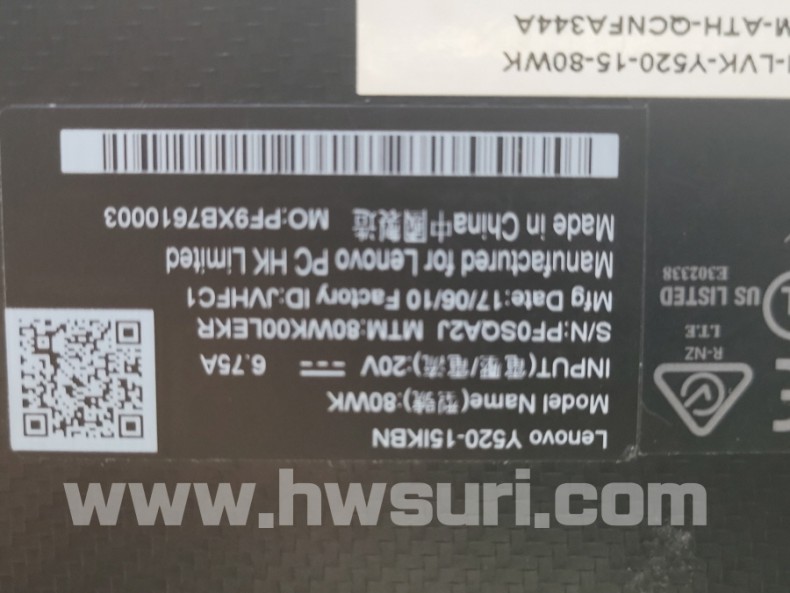 Lenovo Y520-15IKBN
Model Name(型號):80WK
INPUT(電壓/電流):20V ⎓ 6.75A
S/N:PF0SQA2J MTM:80WK00LEKR
Mfg Date:17/06/10 Factory ID:JVHFC1
Manufactured for Lenovo PC HK Limited
Made in China中國製造 MO:PF9XB7610003
R-NZ
I.T.E
US LISTED
E302338
-LVK-Y520-15-80WK
M-ATH-QCNFA344A
www.hwsuri.com